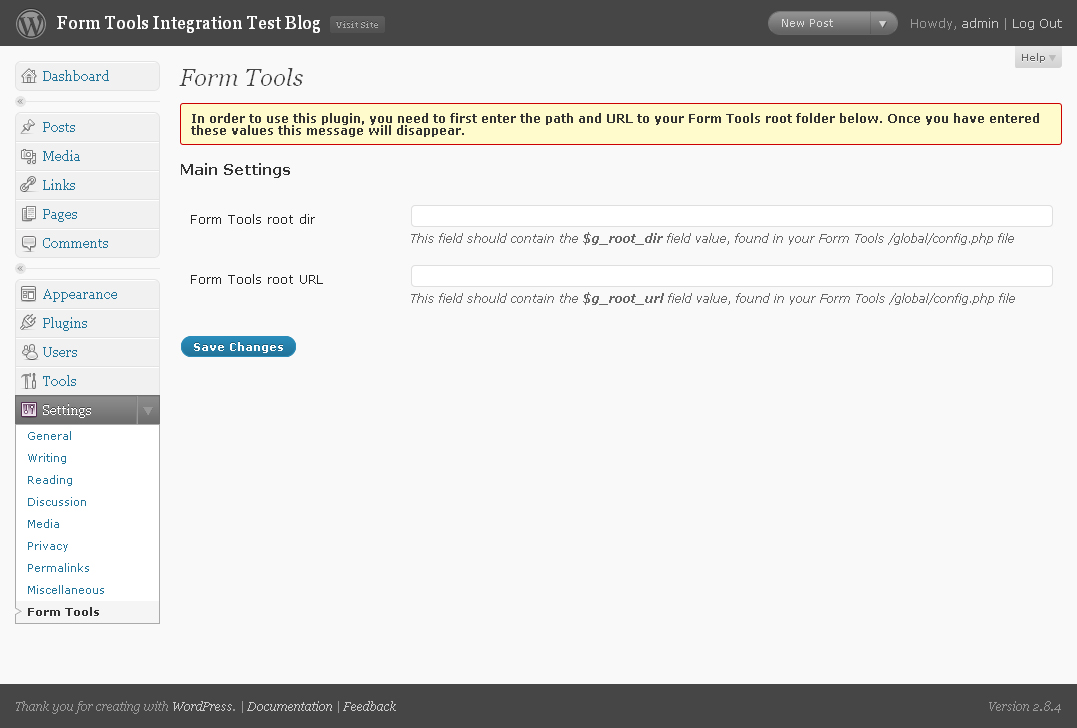 Form Tools Integration Test Blog Visit Site New Post Howdy, admin | Log Out
Help
Dashboard
Posts
Media
Links
Pages
Comments
Appearance
Plugins
Users
Tools
Settings
General
Writing
Reading
Discussion
Media
Privacy
Permalinks
Miscellaneous
Form Tools
Form Tools
In order to use this plugin, you need to first enter the path and URL to your Form Tools root folder below. Once you have entered
these values this message will disappear.
Main Settings
Form Tools root dir
This field should contain the $g_root_dir field value, found in your Form Tools /global/config.php file
Form Tools root URL
This field should contain the $g_root_url field value, found in your Form Tools /global/config.php file
Save Changes
Thank you for creating with WordPress. | Documentation | Feedback Version 2.8.4